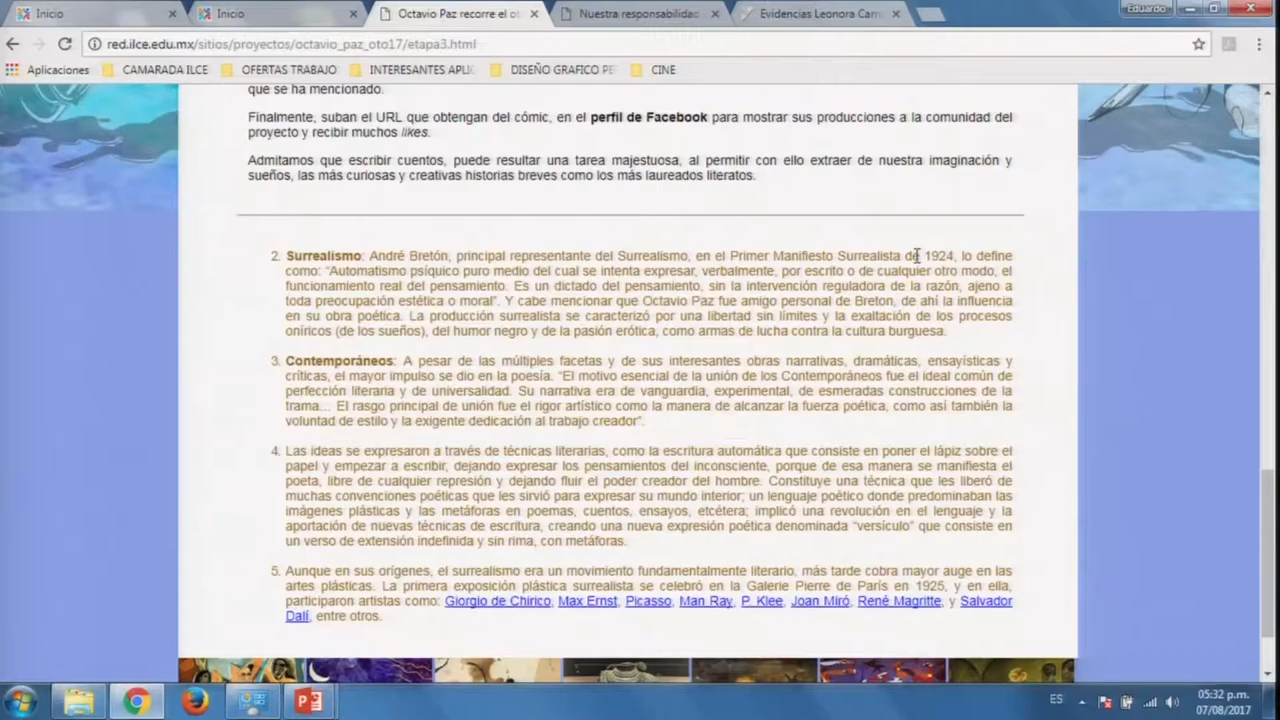 Inicio
Inicio
Octavio Paz recorre el ot
Nuestra responsabilidad
Evidencias Leonora Carr
Eduardo
red.ilce.edu.mx/sitios/proyectos/octavio_paz_oto17/etapa3.html
Aplicaciones
CAMARADA ILCE
OFERTAS TRABAJO
INTERESANTES APLIC
DISEÑO GRAFICO PE
CINE
que se ha mencionado.
Finalmente, suban el URL que obtengan del cómic, en el perfil de Facebook para mostrar sus producciones a la comunidad del
proyecto y recibir muchos likes.
Admitamos que escribir cuentos, puede resultar una tarea majestuosa, al permitir con ello extraer de nuestra imaginación y
sueños, las más curiosas y creativas historias breves como los más laureados literatos.
2. Surrealismo: André Bretón, principal representante del Surrealismo, en el Primer Manifiesto Surrealista de 1924, lo define
como: “Automatismo psíquico puro medio del cual se intenta expresar, verbalmente, por escrito o de cualquier otro modo, el
funcionamiento real del pensamiento. Es un dictado del pensamiento, sin la intervención reguladora de la razón, ajeno a
toda preocupación estética o moral”. Y cabe mencionar que Octavio Paz fue amigo personal de Breton, de ahí la influencia
en su obra poética. La producción surrealista se caracterizó por una libertad sin límites y la exaltación de los procesos
oníricos (de los sueños), del humor negro y de la pasión erótica, como armas de lucha contra la cultura burguesa.
3. Contemporáneos: A pesar de las múltiples facetas y de sus interesantes obras narrativas, dramáticas, ensayísticas y
críticas, el mayor impulso se dio en la poesía. “El motivo esencial de la unión de los Contemporáneos fue el ideal común de
perfección literaria y de universalidad. Su narrativa era de vanguardia, experimental, de esmeradas construcciones de la
trama... El rasgo principal de unión fue el rigor artístico como la manera de alcanzar la fuerza poética, como así también la
voluntad de estilo y la exigente dedicación al trabajo creador”.
4. Las ideas se expresaron a través de técnicas literarias, como la escritura automática que consiste en poner el lápiz sobre el
papel y empezar a escribir, dejando expresar los pensamientos del inconsciente, porque de esa manera se manifiesta el
poeta, libre de cualquier represión y dejando fluir el poder creador del hombre. Constituye una técnica que les liberó de
muchas convenciones poéticas que les sirvió para expresar su mundo interior; un lenguaje poético donde predominaban las
imágenes plásticas y las metáforas en poemas, cuentos, ensayos, etcétera; implicó una revolución en el lenguaje y la
aportación de nuevas técnicas de escritura, creando una nueva expresión poética denominada “versículo” que consiste en
un verso de extensión indefinida y sin rima, con metáforas.
5. Aunque en sus orígenes, el surrealismo era un movimiento fundamentalmente literario, más tarde cobra mayor auge en las
artes plásticas. La primera exposición plástica surrealista se celebró en la Galerie Pierre de París en 1925, y en ella,
participaron artistas como: Giorgio de Chirico, Max Ernst, Picasso, Man Ray, P. Klee, Joan Miró, René Magritte, y Salvador
Dalí, entre otros.
ES
05:32 p.m.
07/08/2017